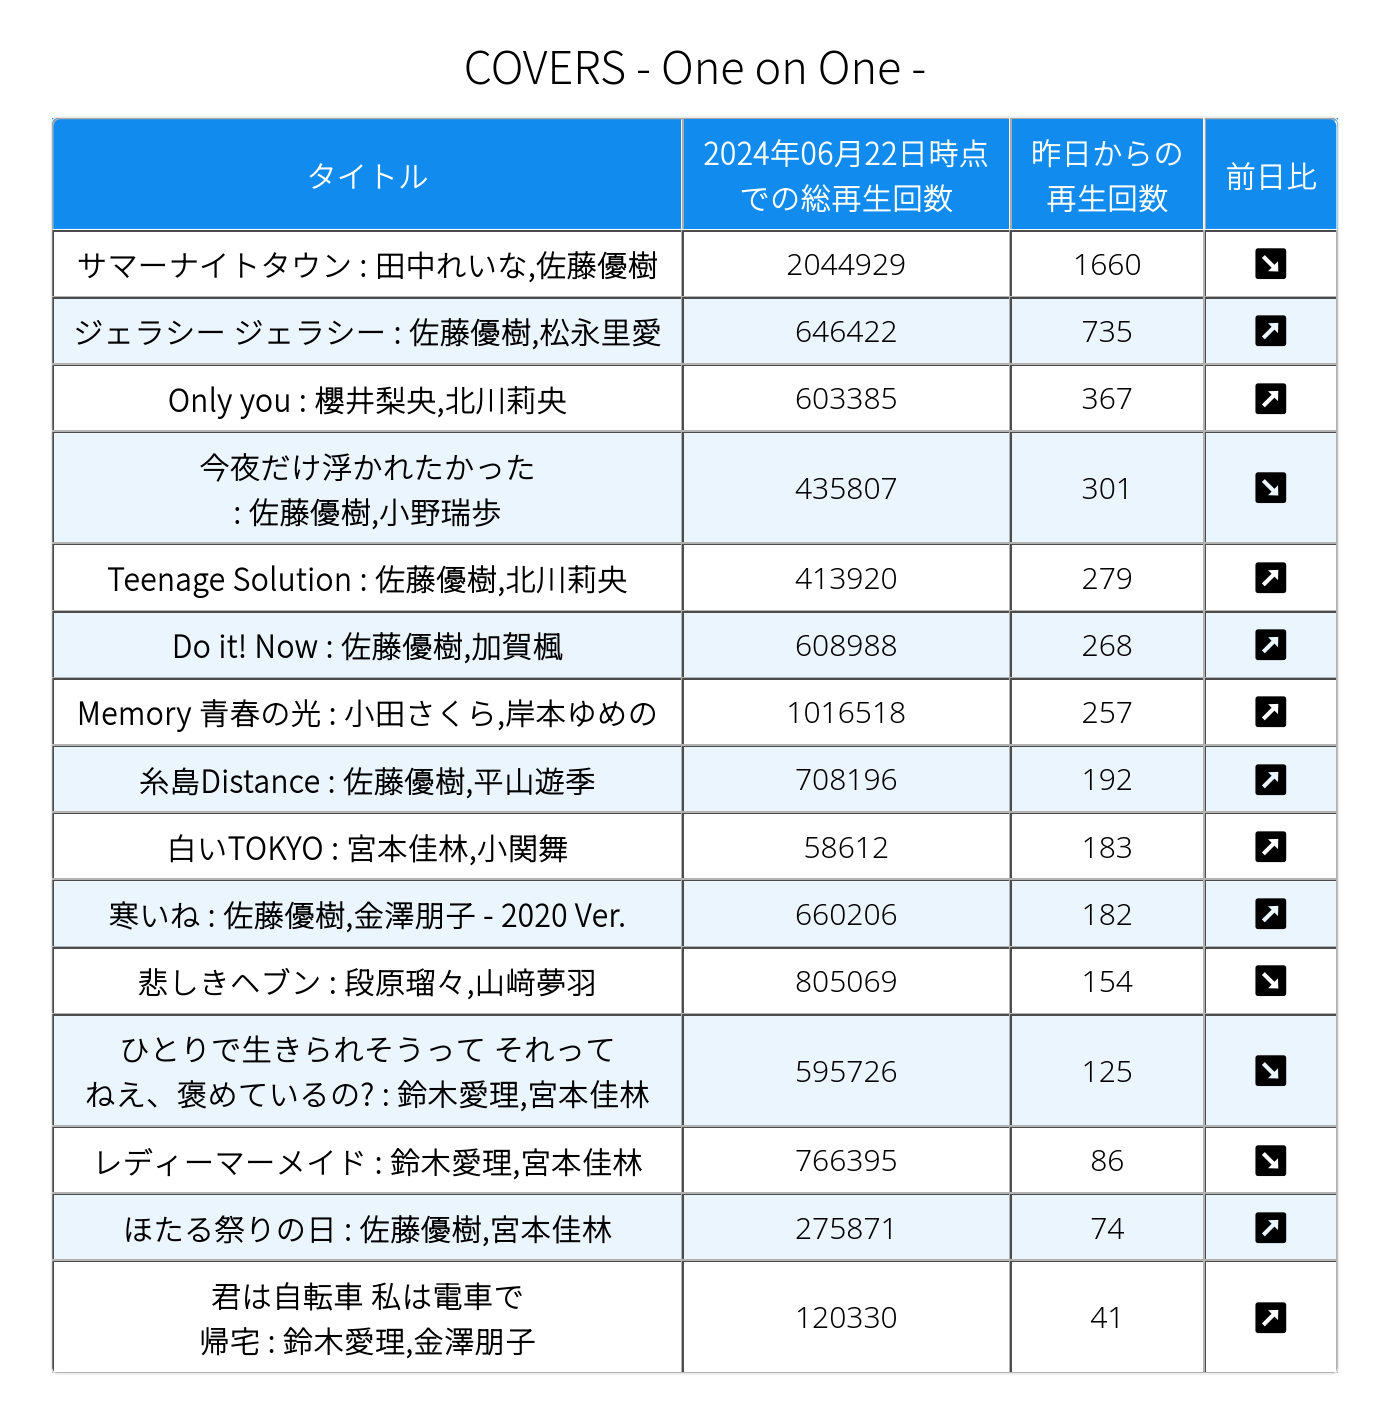 COVERS - One on One -
タイトル
2024年06月22日時点
での総再生回数
昨日からの
再生回数
前日比
サマーナイトタウン : 田中れいな,佐藤優樹
2044929
1660
ジェラシー ジェラシー : 佐藤優樹,松永里愛
646422
735
Only you : 櫻井梨央,北川莉央
603385
367
今夜だけ浮かれたかった
: 佐藤優樹,小野瑞歩
435807
301
Teenage Solution : 佐藤優樹,北川莉央
413920
279
Do it! Now : 佐藤優樹,加賀楓
608988
268
Memory 青春の光 : 小田さくら,岸本ゆめの
1016518
257
糸島Distance : 佐藤優樹,平山遊季
708196
192
白いTOKYO : 宮本佳林,小関舞
58612
183
寒いね : 佐藤優樹,金澤朋子 - 2020 Ver.
660206
182
悲しきヘブン : 段原瑠々,山﨑夢羽
805069
154
ひとりで生きられそうって それって
ねえ、褒めているの? : 鈴木愛理,宮本佳林
595726
125
レディーマーメイド : 鈴木愛理,宮本佳林
766395
86
ほたる祭りの日 : 佐藤優樹,宮本佳林
275871
74
君は自転車 私は電車で
帰宅 : 鈴木愛理,金澤朋子
120330
41